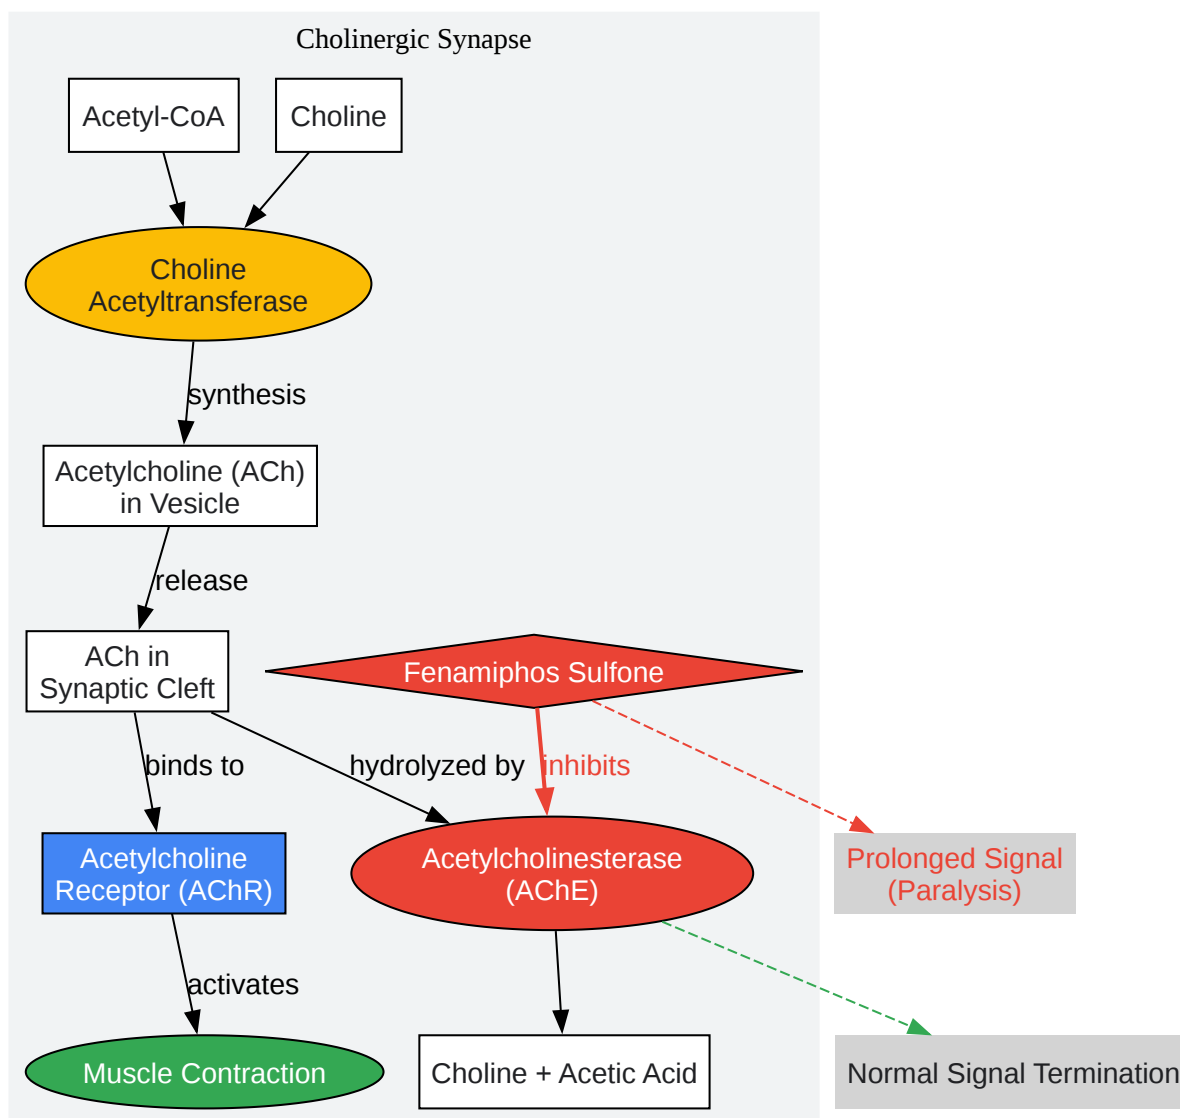 Cholinergic Synapse
Acetyl-CoA
Choline
Choline
Acetyltransferase
synthesis
Acetylcholine (ACh)
in Vesicle
release
ACh in
Synaptic Cleft
Fenamiphos Sulfone
binds to
hydrolyzed by
inhibits
Acetylcholine
Receptor (AChR)
Acetylcholinesterase
(AChE)
Prolonged Signal
(Paralysis)
activates
Muscle Contraction
Choline + Acetic Acid
Normal Signal Termination